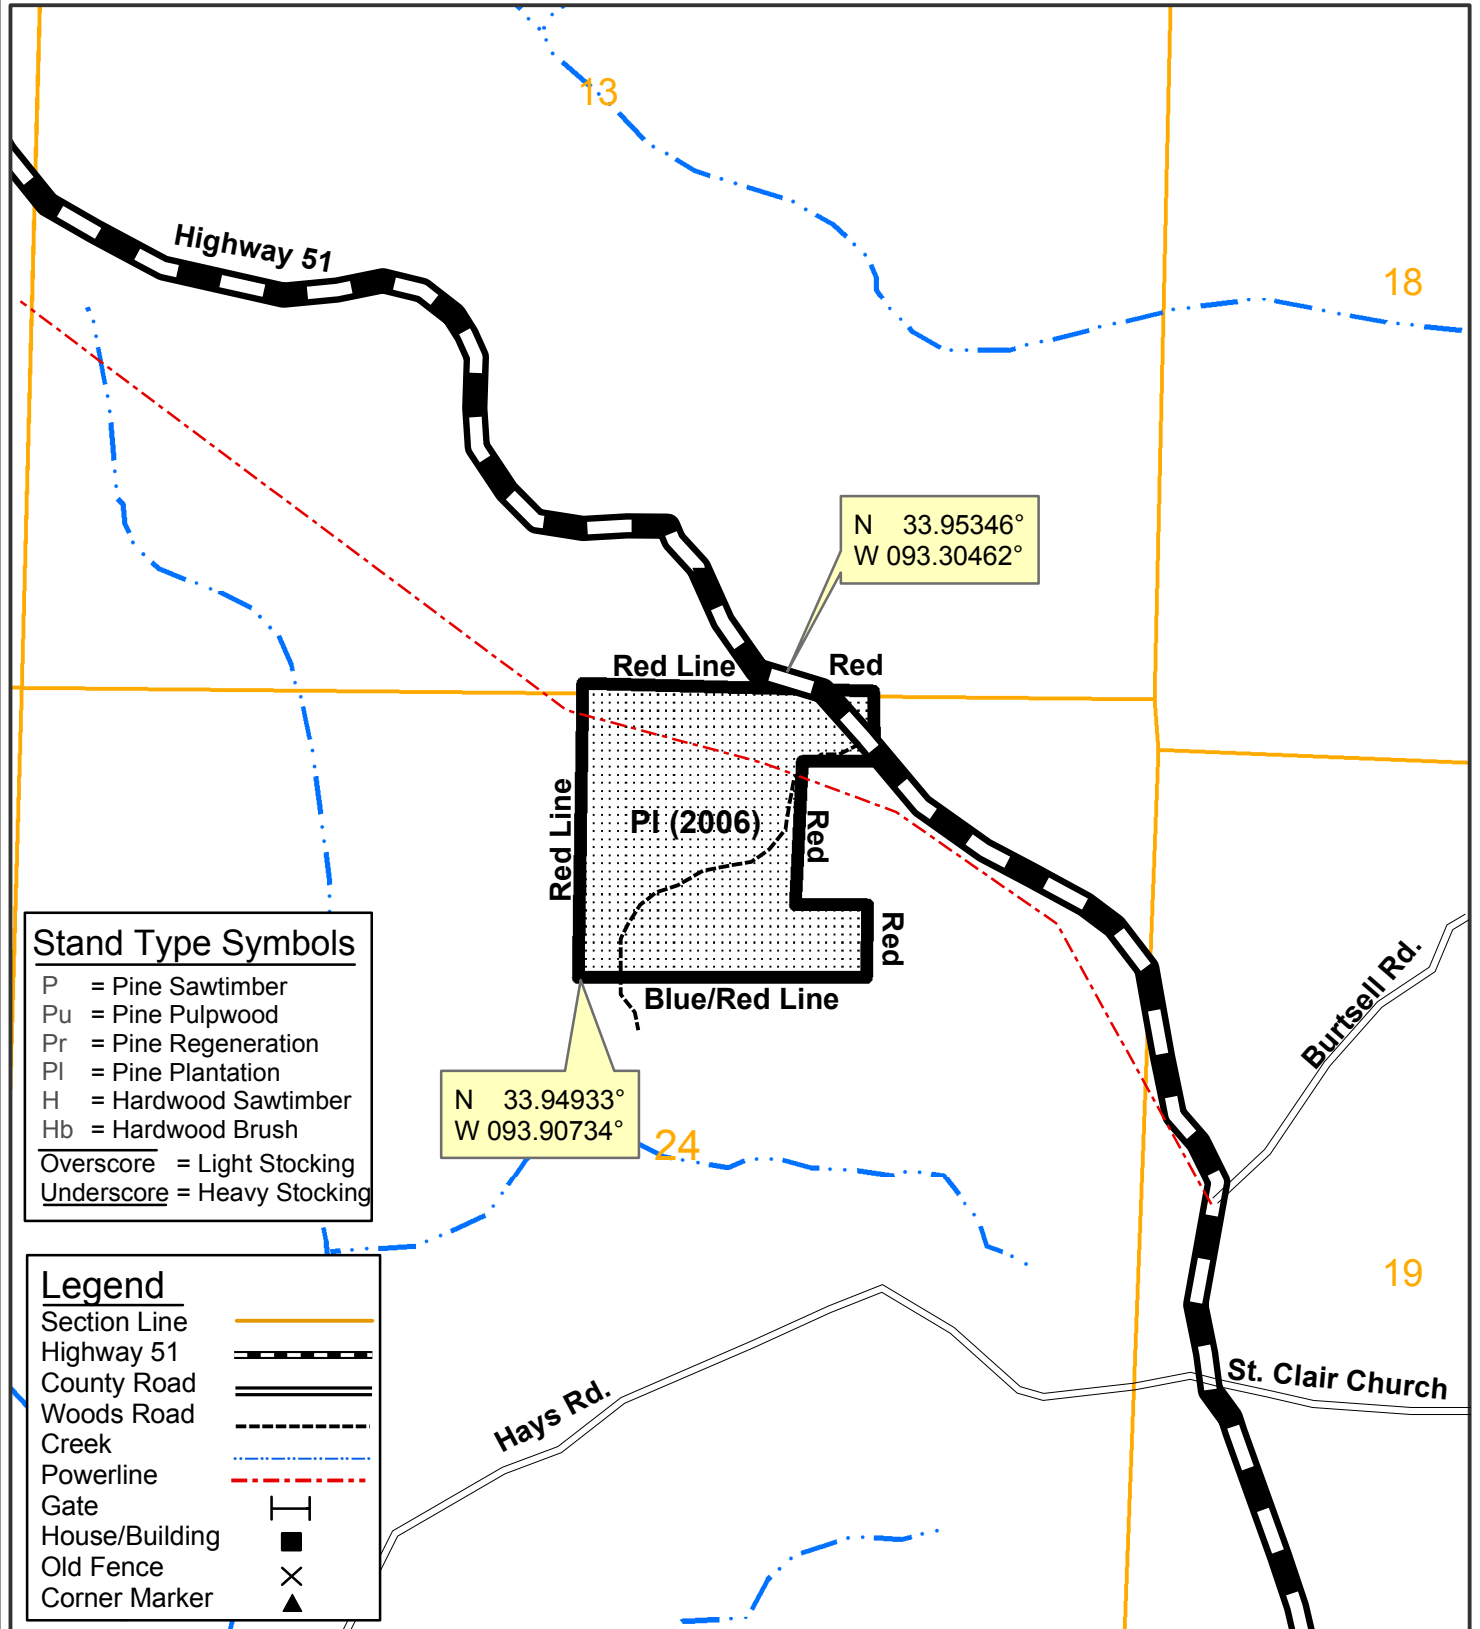 13
18
Highway 51
N 33.95346°
W 093.30462°
Red Line
Red
Red Line
Pl (2006)
Red
Red
Blue/Red Line
N 33.94933°
W 093.90734°
24
Burtsell Rd.
19
St. Clair Church
Hays Rd.
Stand Type Symbols
P = Pine Sawtimber
Pu = Pine Pulpwood
Pr = Pine Regeneration
Pl = Pine Plantation
H = Hardwood Sawtimber
Hb = Hardwood Brush
Overscore = Light Stocking
Underscore = Heavy Stocking
Legend
Section Line
Highway 51
County Road
Woods Road
Creek
Powerline
Gate
House/Building
Old Fence
Corner Marker